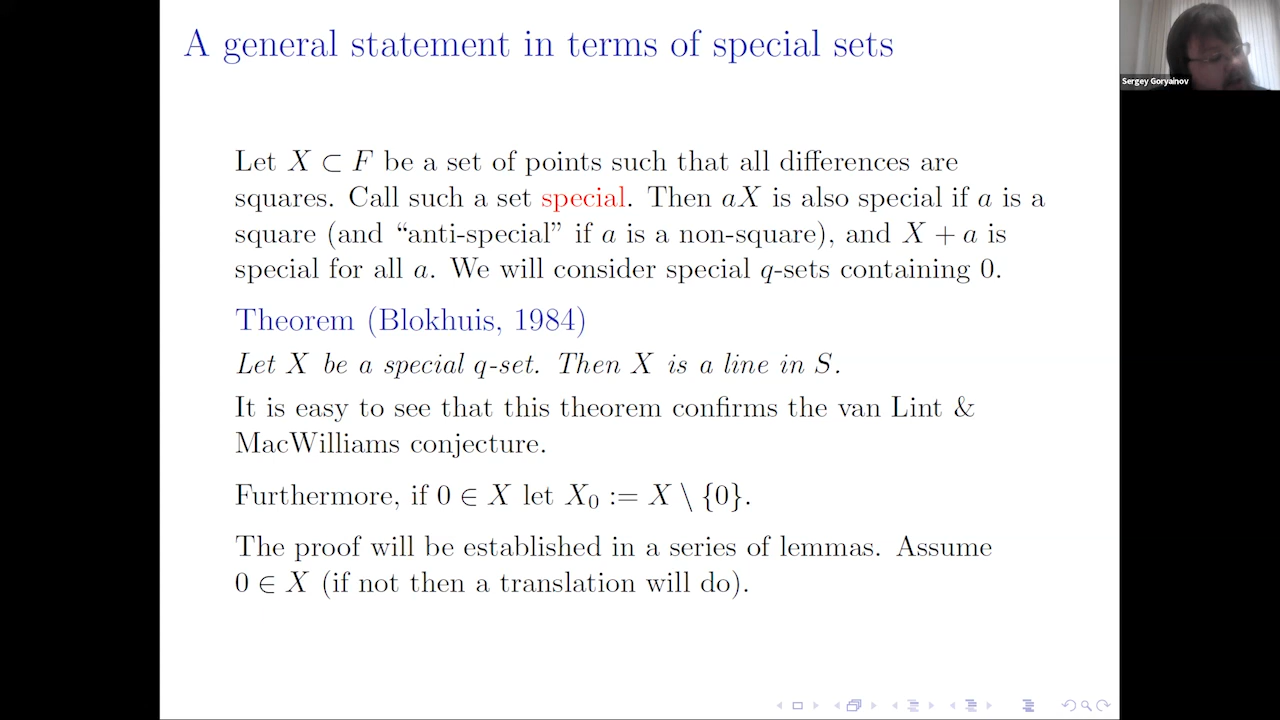 A general statement in terms of special sets
Sergey Goryainov
Let X ⊂ F be a set of points such that all differences are
squares. Call such a set special. Then aX is also special if a is a
square (and “anti-special” if a is a non-square), and X + a is
special for all a. We will consider special q-sets containing 0.
Theorem (Blokhuis, 1984)
Let X be a special q-set. Then X is a line in S.
It is easy to see that this theorem confirms the van Lint &
MacWilliams conjecture.
Furthermore, if 0 ∈ X let X₀ := X \ {0}.
The proof will be established in a series of lemmas. Assume
0 ∈ X (if not then a translation will do).